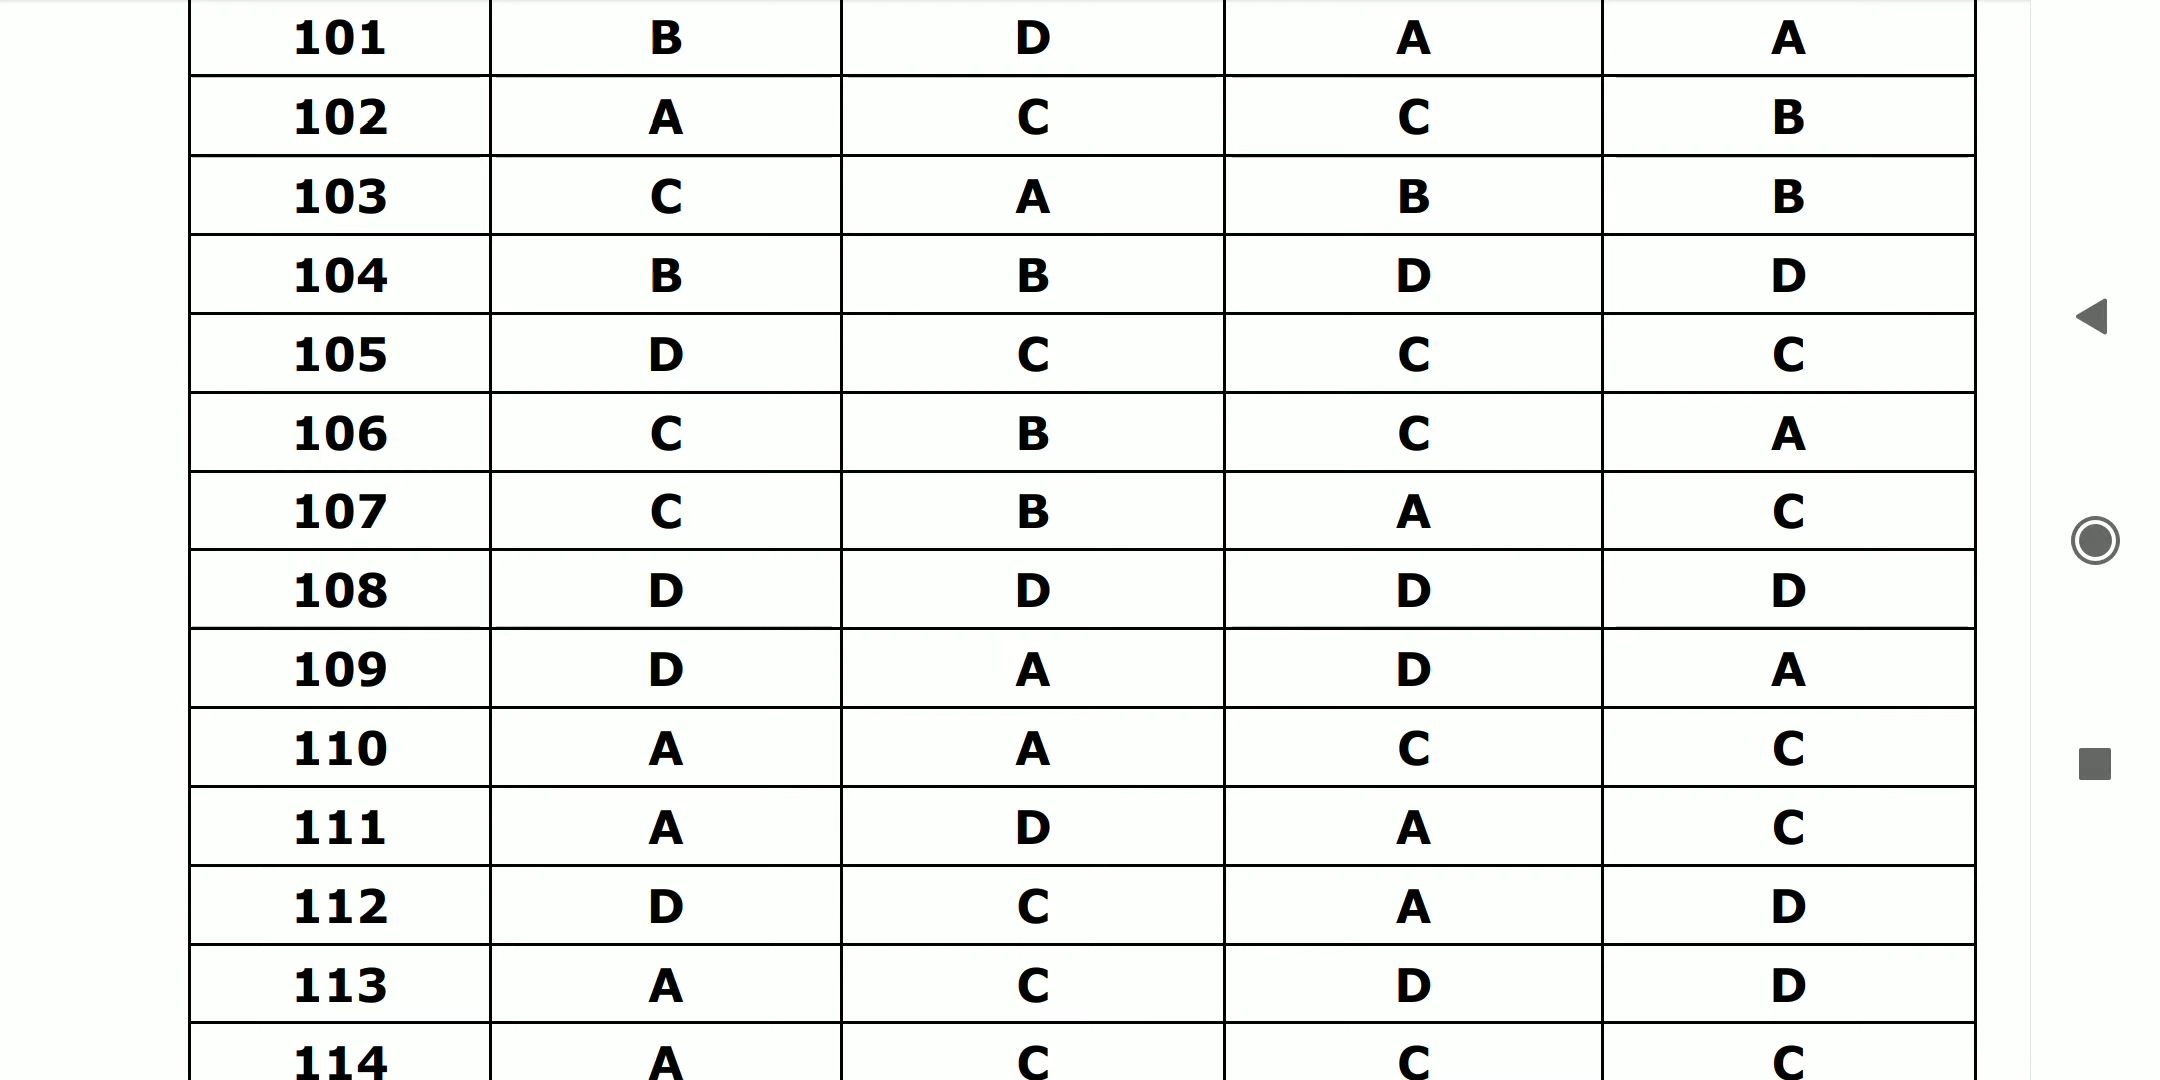 101 B D A A
102 A C C B
103 C A B B
104 B B D D
105 D C C C
106 C B C A
107 C B A C
108 D D D D
109 D A D A
110 A A C C
111 A D A C
112 D C A D
113 A C D D
114 A C C C